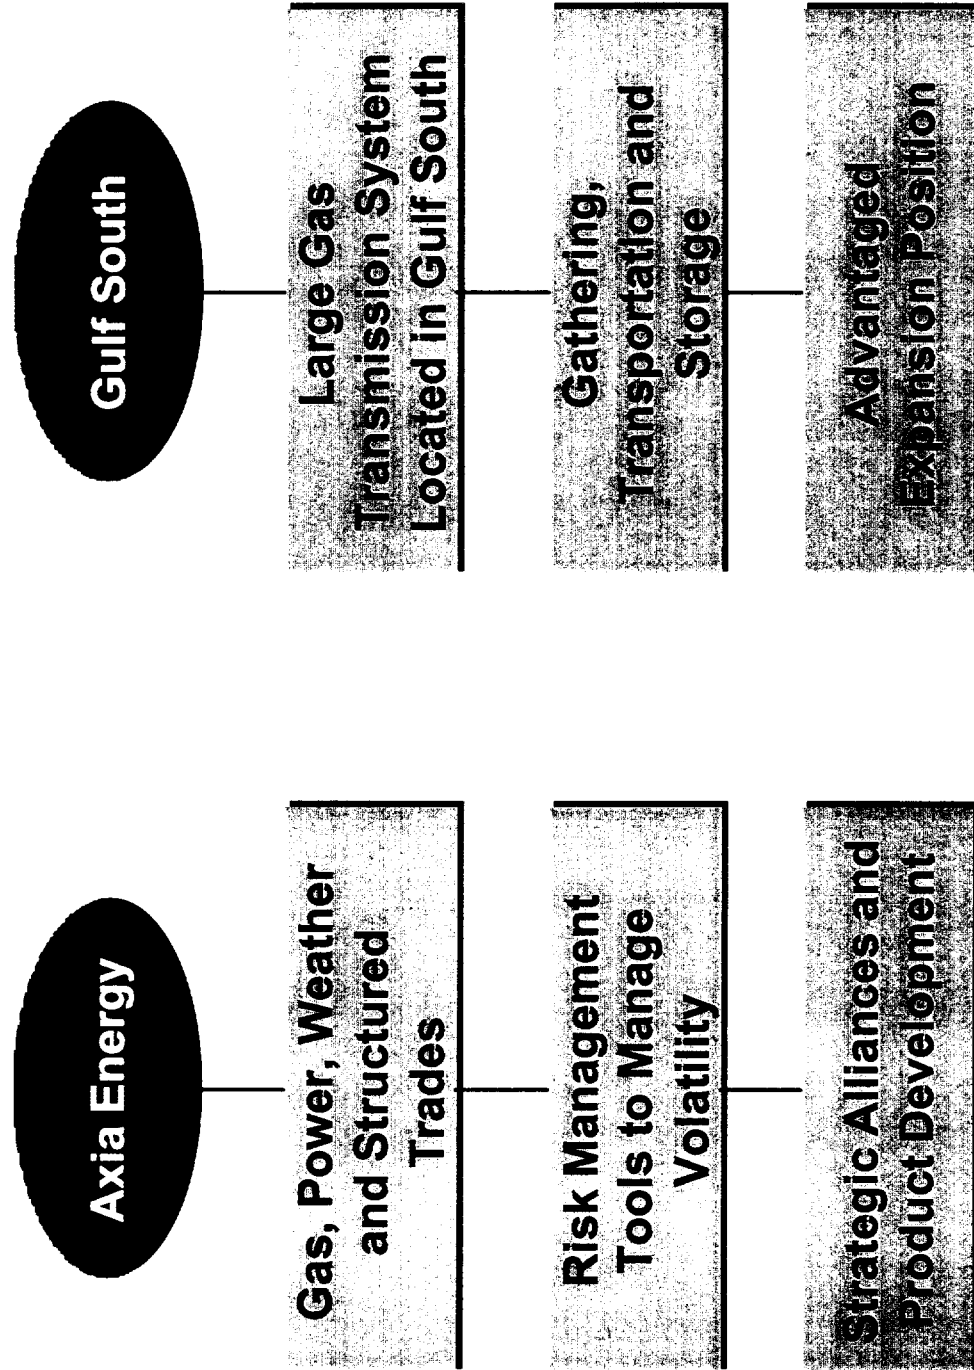 Axia Energy
Gas, Power, Weather
and Structured
Trades
Risk Management
Tools to Manage
Volatility
Strategic Alliances and
Product Development
Gulf South
Large Gas
Transmission System
Located in Gulf South
Gathering,
Transportation and
Storage
Advantaged
Expansion Position